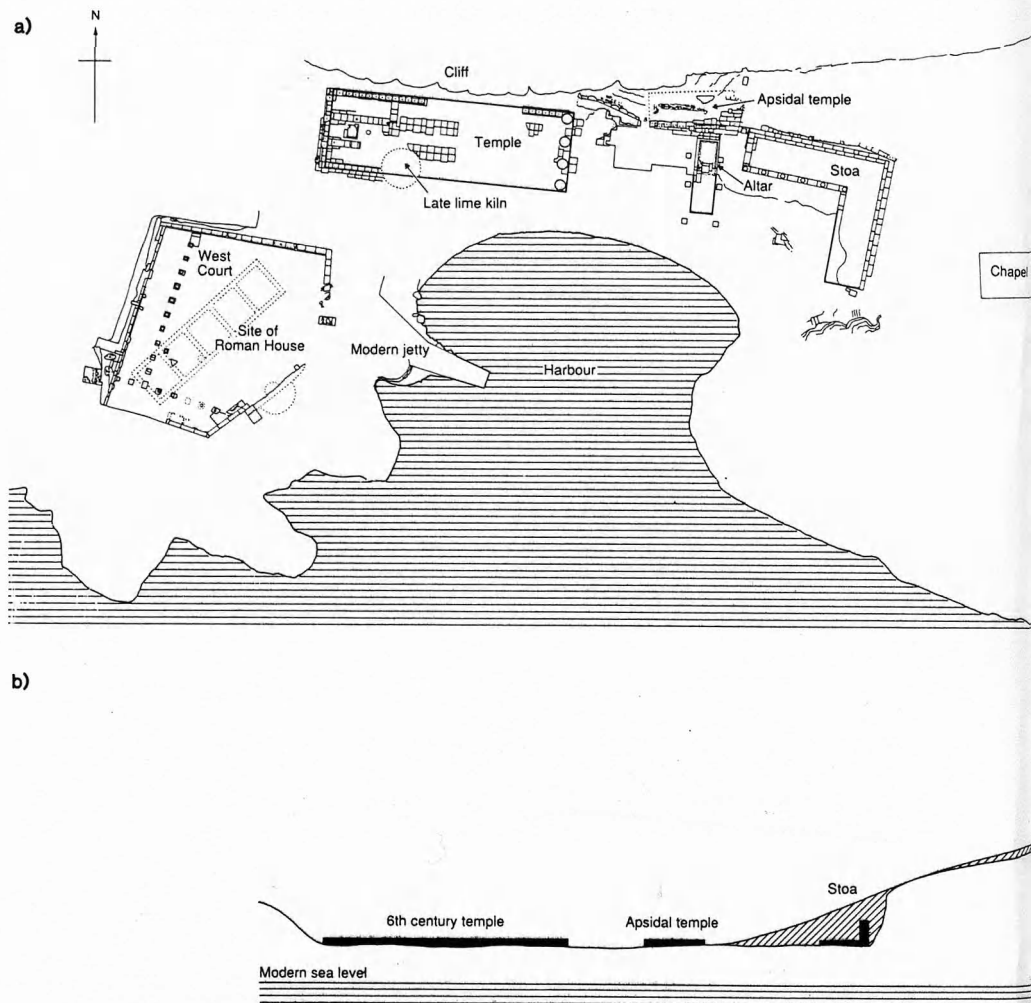 a)
N
Cliff
Apsidal temple
Temple
Stoa
Altar
Late lime kiln
West
Court
Chapel
Site of
Roman House
Modern jetty
Harbour
b)
Stoa
6th century temple
Apsidal temple
Modern sea level